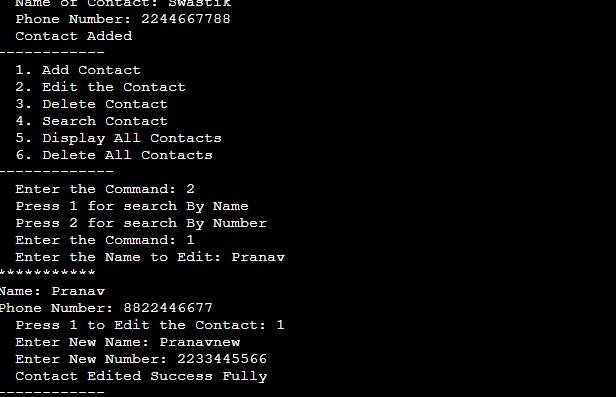 Name of Contact: Swastik
Phone Number: 2244667788
Contact Added
------------
1. Add Contact
2. Edit the Contact
3. Delete Contact
4. Search Contact
5. Display All Contacts
6. Delete All Contacts
-------------
Enter the Command: 2
Press 1 for search By Name
Press 2 for search By Number
Enter the Command: 1
Enter the Name to Edit: Pranav
***********
Name: Pranav
Phone Number: 8822446677
Press 1 to Edit the Contact: 1
Enter New Name: Pranavnew
Enter New Number: 2233445566
Contact Edited Success Fully
------------